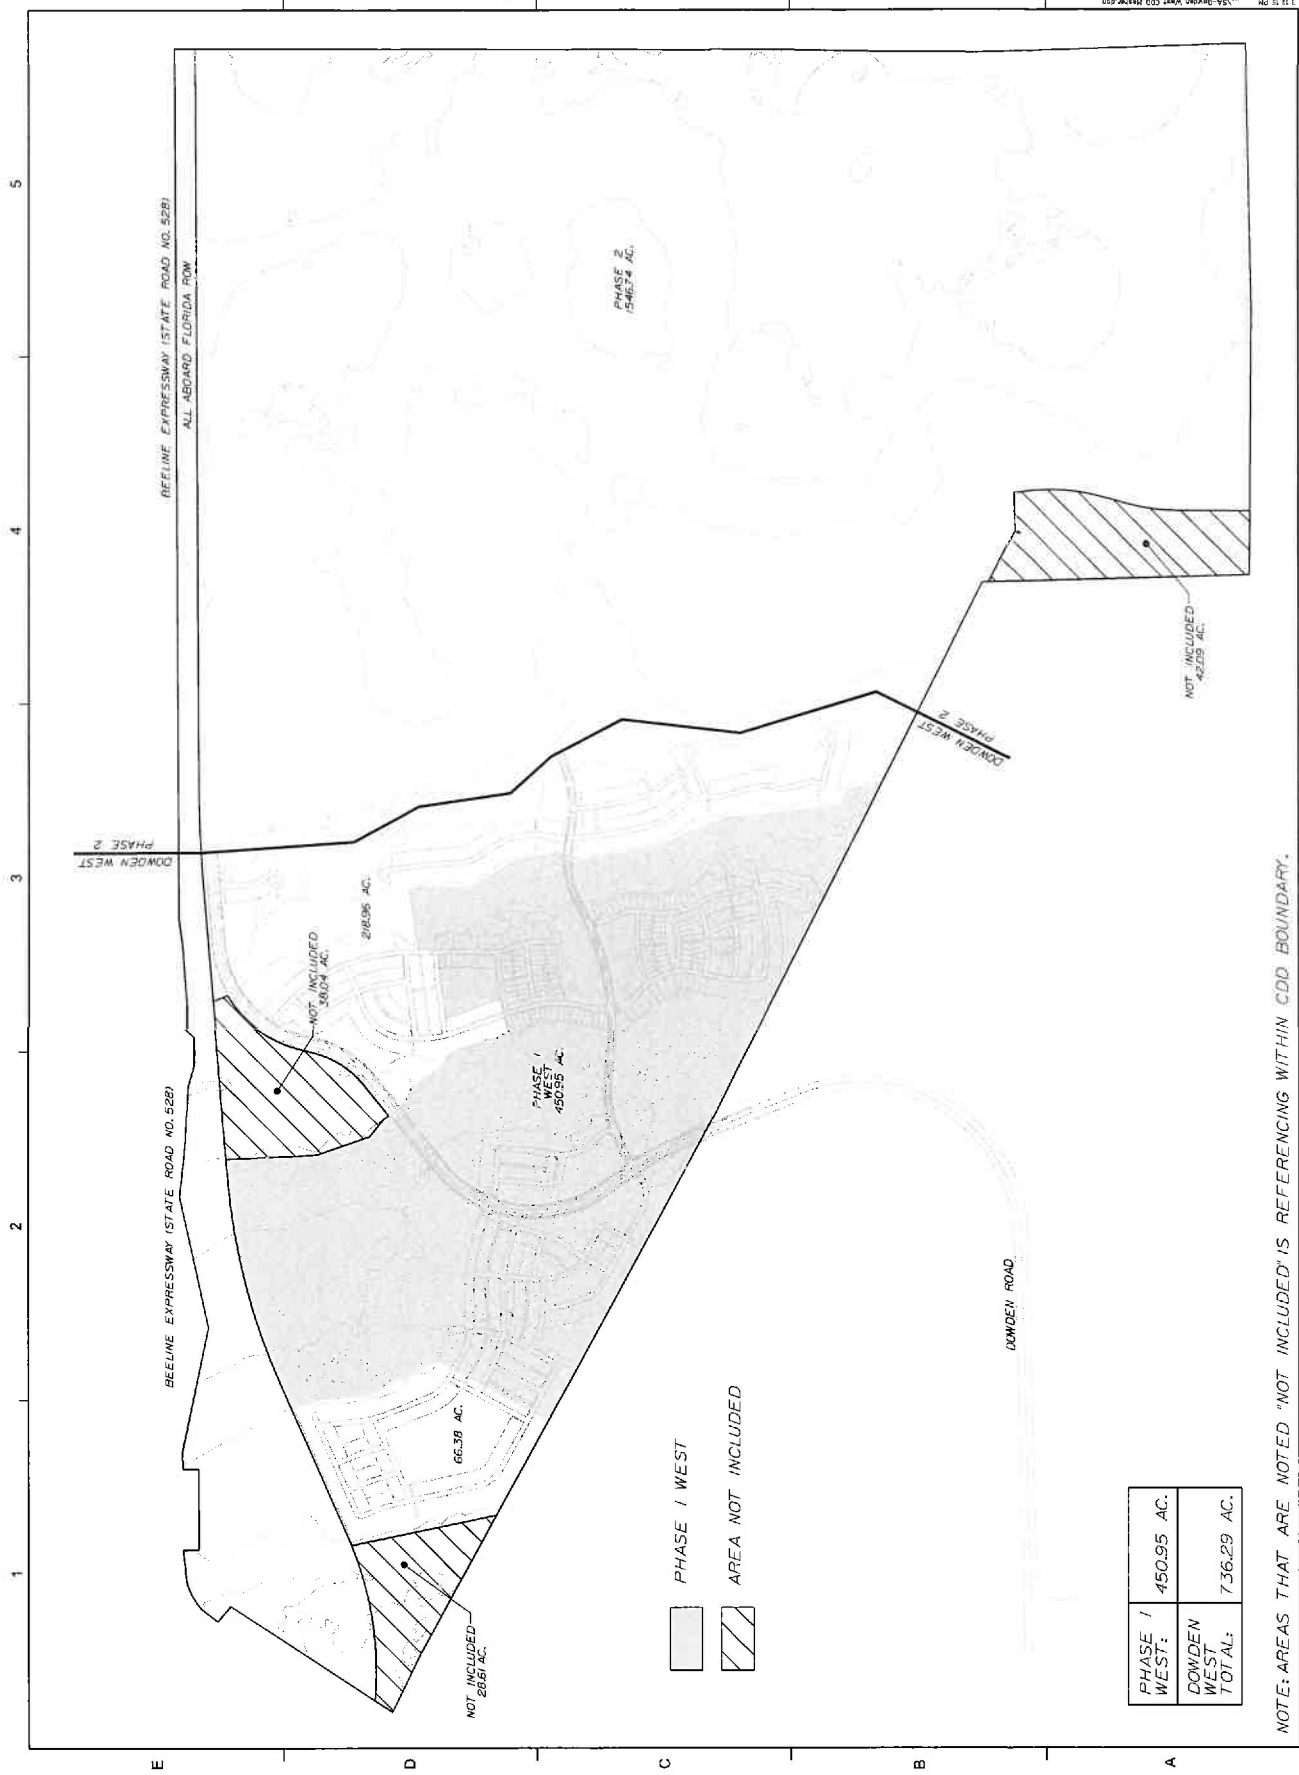 BEELINE EXPRESSWAY (STATE ROAD NO. 528)
BEELINE EXPRESSWAY (STATE ROAD NO. 528)
ALL ABOARD FLORIDA ROW
DOWDEN WEST
PHASE 2
NOT INCLUDED
38.04 AC.
218.96 AC.
PHASE 2
1546.74 AC.
PHASE 1
WEST
450.95 AC.
66.38 AC.
NOT INCLUDED
28.61 AC.
DOWDEN WEST
PHASE 2
NOT INCLUDED
42.09 AC.
DOWDEN ROAD
PHASE 1 WEST
AREA NOT INCLUDED
PHASE 1 WEST: 450.95 AC.
DOWDEN WEST TOTAL: 736.29 AC.
NOTE: AREAS THAT ARE NOTED "NOT INCLUDED" IS REFERENCING WITHIN CDD BOUNDARY.
1
2
3
4
5
E
D
C
B
A